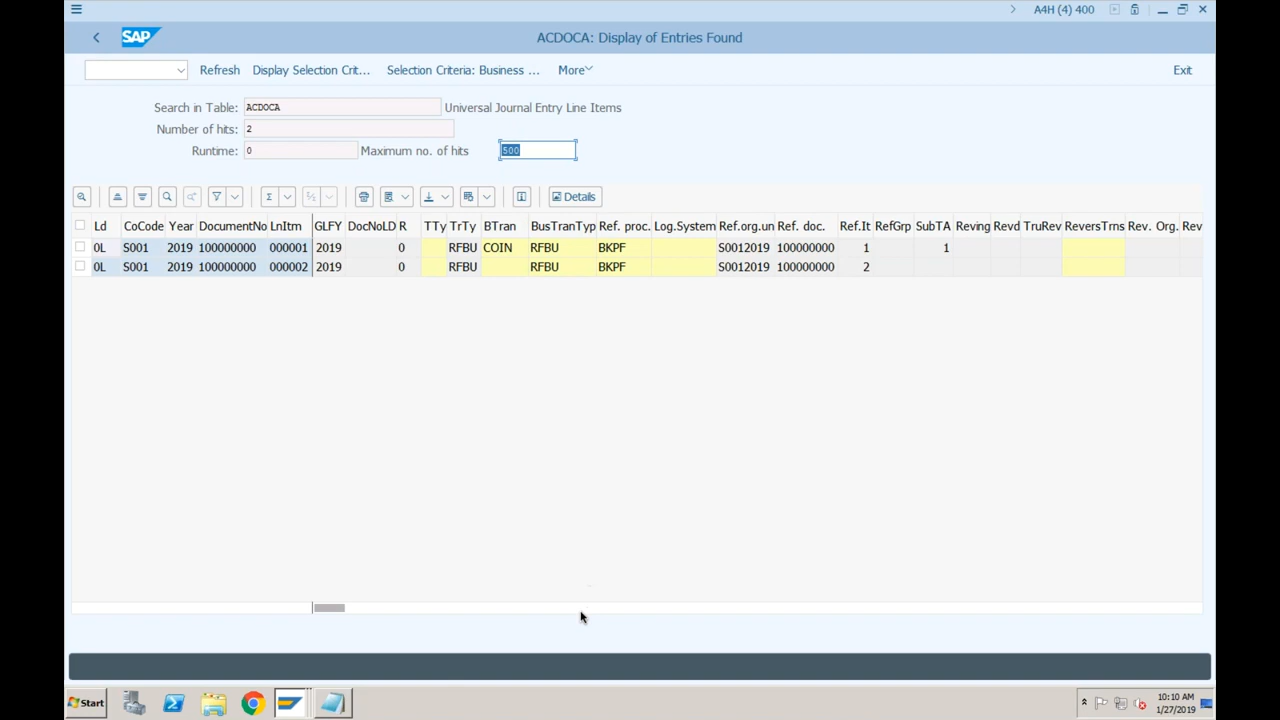 A4H (4) 400
SAP ACDOCA: Display of Entries Found
Refresh Display Selection Crit... Selection Criteria: Business ... More Exit
Search in Table: ACDOCA Universal Journal Entry Line Items
Number of hits: 2
Runtime: 0 Maximum no. of hits 500
Details
Ld CoCode Year DocumentNo LnItm GLFY DocNoLD R TTy TrTy BTran BusTranTyp Ref. proc. Log.System Ref.org.un Ref. doc. Ref.It RefGrp SubTA Reving Revd TruRev ReversTrns Rev. Org. Rev
0L S001 2019 100000000 000001 2019 0 RFBU COIN RFBU BKPF S0012019 100000000 1 1
0L S001 2019 100000000 000002 2019 0 RFBU RFBU BKPF S0012019 100000000 2
Start 10:10 AM
1/27/2019